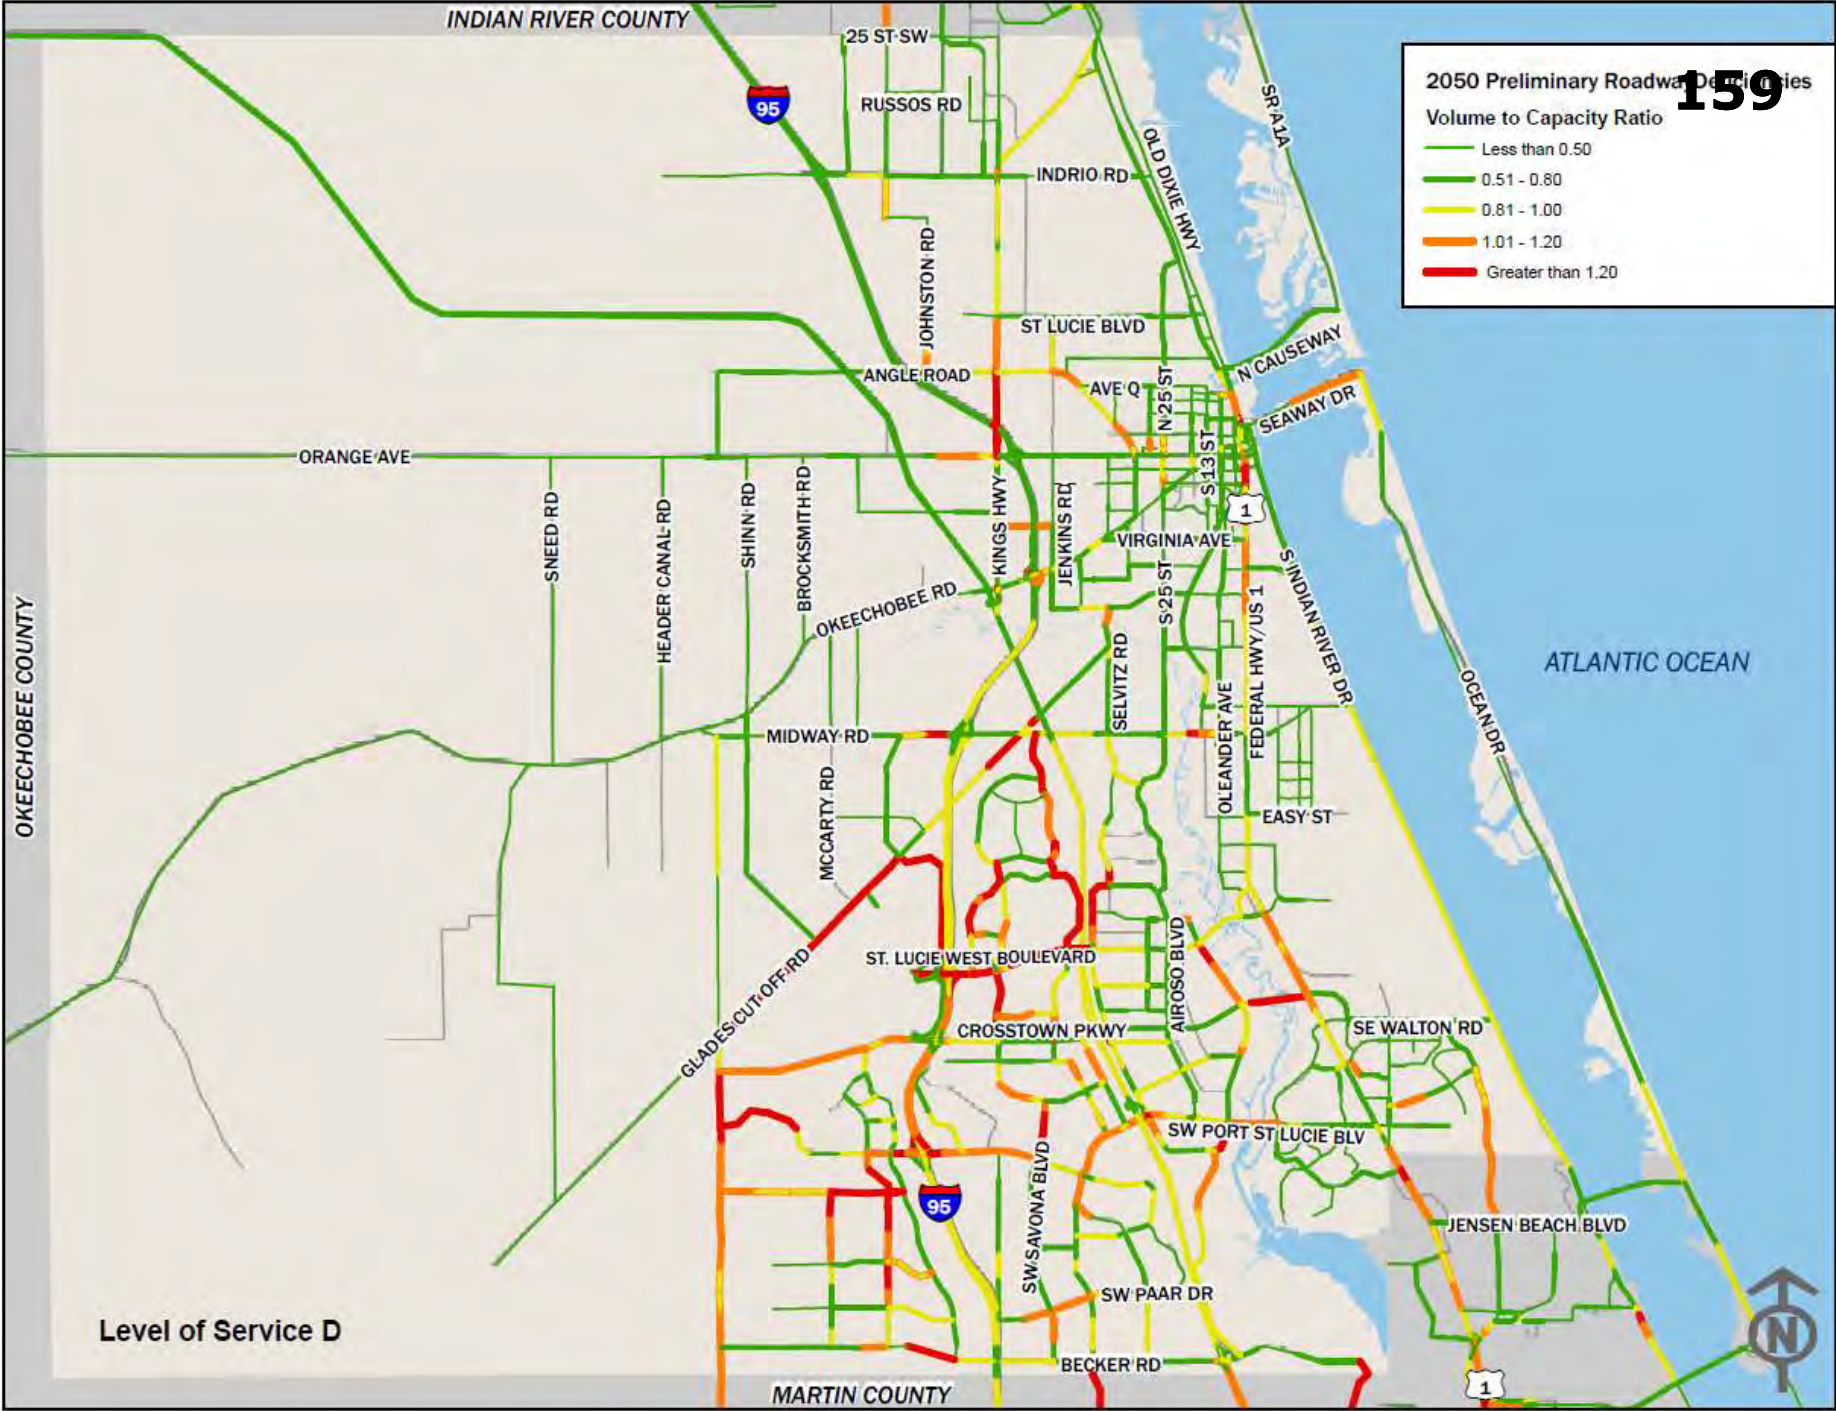 INDIAN RIVER COUNTY
25 ST SW
95
RUSSOS RD
SR A1A
2050 Preliminary Roadway Deficiencies
159
Volume to Capacity Ratio
Less than 0.50
0.51 - 0.80
0.81 - 1.00
1.01 - 1.20
Greater than 1.20
INDRIO RD
OLD DIXIE HWY
JOHNSTON RD
ST LUCIE BLVD
N CAUSEWAY
ANGLE ROAD
AVE Q
N 25 ST
SEAWAY DR
ORANGE AVE
S 13 ST
SNEED RD
HEADER CANAL RD
SHINN RD
BROCKSMITH RD
KINGS HWY
JENKINS RD
1
VIRGINIA AVE
S INDIAN RIVER DR
OKEECHOBEE RD
S 25 ST
FEDERAL HWY/US 1
OKEECHOBEE COUNTY
SELVITZ RD
ATLANTIC OCEAN
OCEAN DR
OLEANDER AVE
MIDWAY RD
MCCARTY RD
EASY ST
GLADES CUT OFF RD
ST. LUCIE WEST BOULEVARD
AIROSO BLVD
CROSSTOWN PKWY
SE WALTON RD
SW PORT ST LUCIE BLV
SW SAVONA BLVD
95
JENSEN BEACH BLVD
SW PAAR DR
Level of Service D
BECKER RD
MARTIN COUNTY
1
N